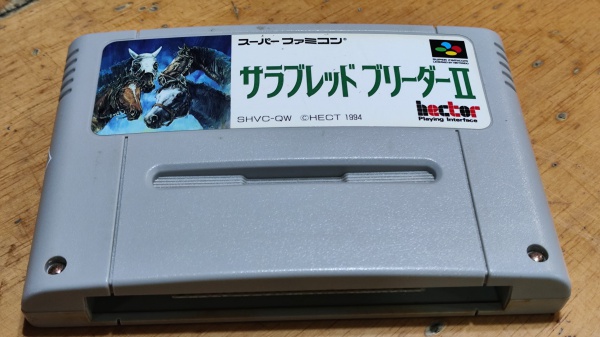 スーパーファミコン
サラブレッド ブリーダーII
SHVC-QW ©HECT 1994
hector
Playing Interface